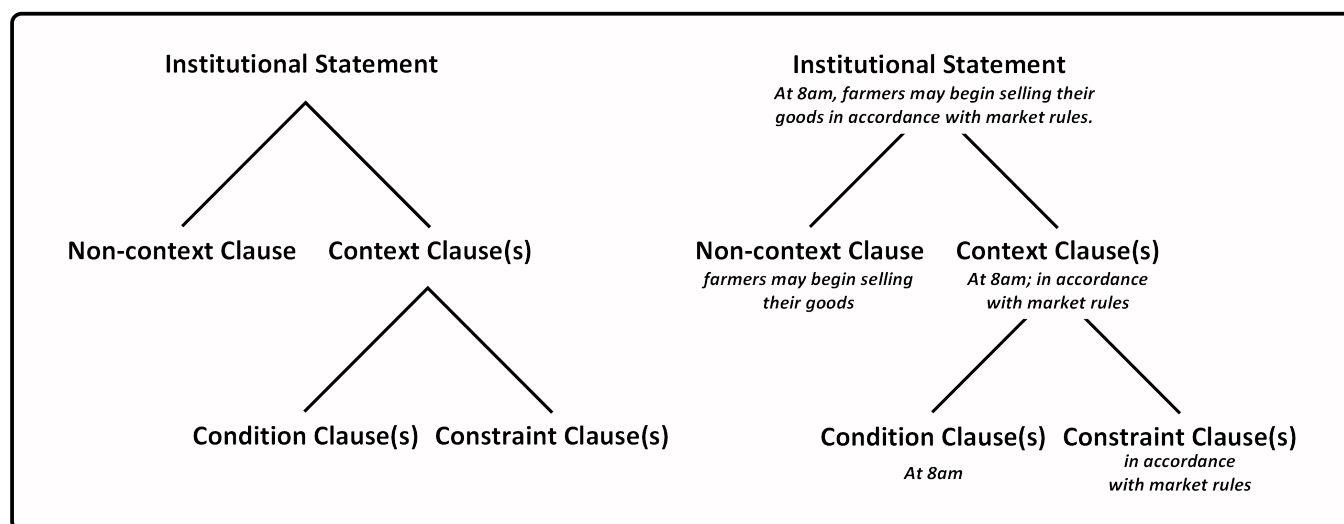 Institutional Statement
Non-context Clause
Context Clause(s)
Condition Clause(s)
Constraint Clause(s)
Institutional Statement
At 8am, farmers may begin selling their
goods in accordance with market rules.
Non-context Clause
farmers may begin selling
their goods
Context Clause(s)
At 8am; in accordance
with market rules
Condition Clause(s)
At 8am
Constraint Clause(s)
in accordance
with market rules